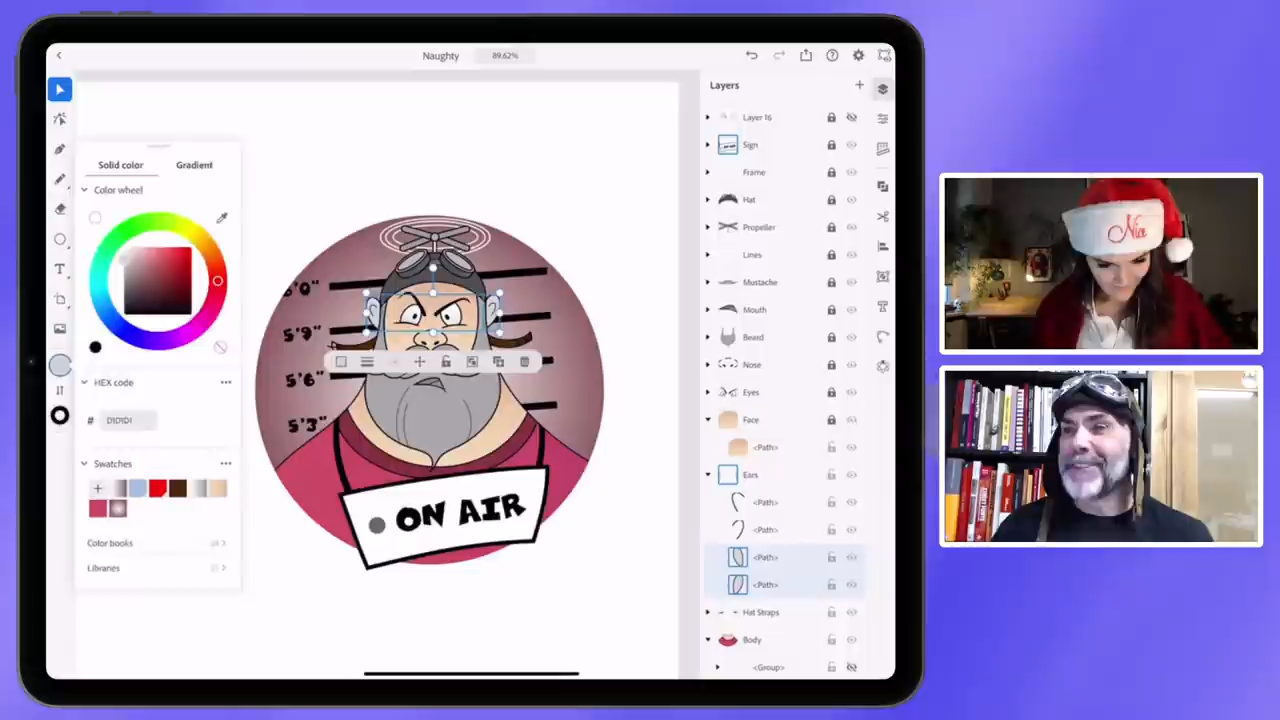 Naughty
89.62%
Layers
Layer 16
Sign
Frame
Hat
Propeller
Lines
Mustache
Mouth
Beard
Nose
Eyes
Face
<Path>
Ears
<Path>
<Path>
<Path>
<Path>
Hat Straps
Body
<Group>
Solid color
Gradient
Color wheel
HEX code
# D1D1D1
Swatches
Color books
Libraries
6'0"
5'9"
5'6"
5'3"
ON AIR
Nice